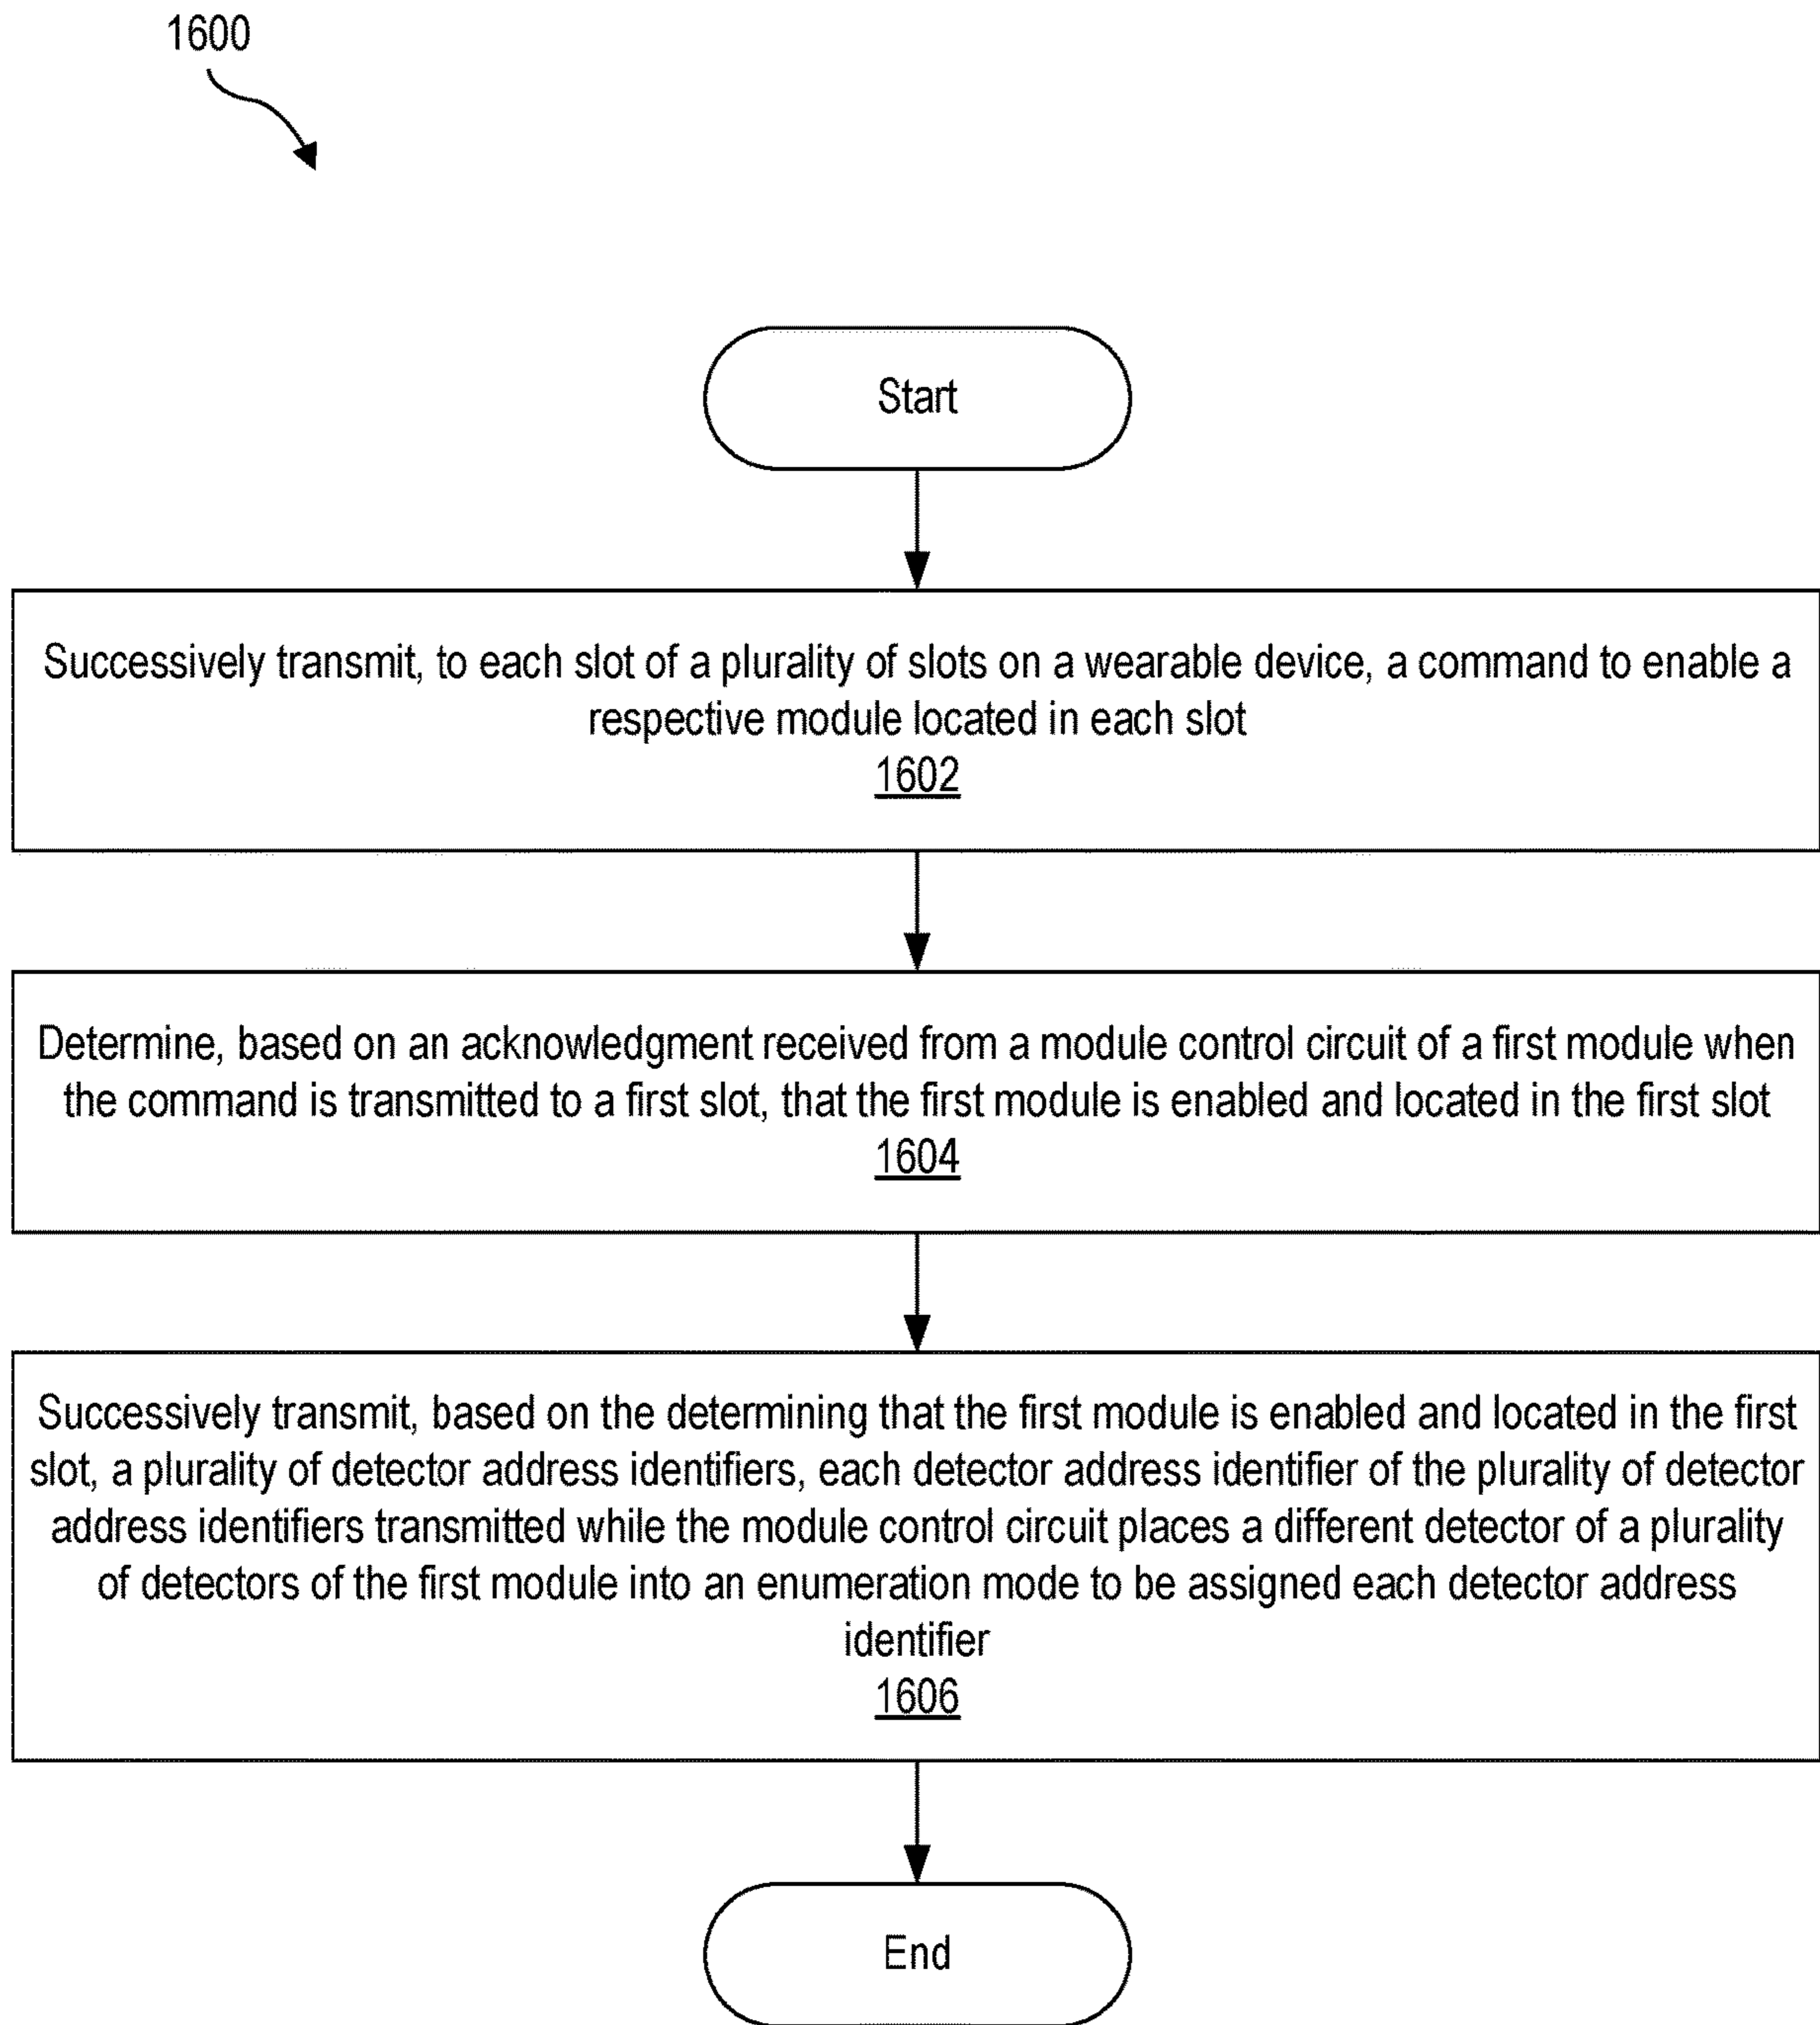 1600
Start
Successively transmit, to each slot of a plurality of slots on a wearable device, a command to enable a
respective module located in each slot
1602
Determine, based on an acknowledgment received from a module control circuit of a first module when
the command is transmitted to a first slot, that the first module is enabled and located in the first slot
1604
Successively transmit, based on the determining that the first module is enabled and located in the first
slot, a plurality of detector address identifiers, each detector address identifier of the plurality of detector
address identifiers transmitted while the module control circuit places a different detector of a plurality
of detectors of the first module into an enumeration mode to be assigned each detector address
identifier
1606
End